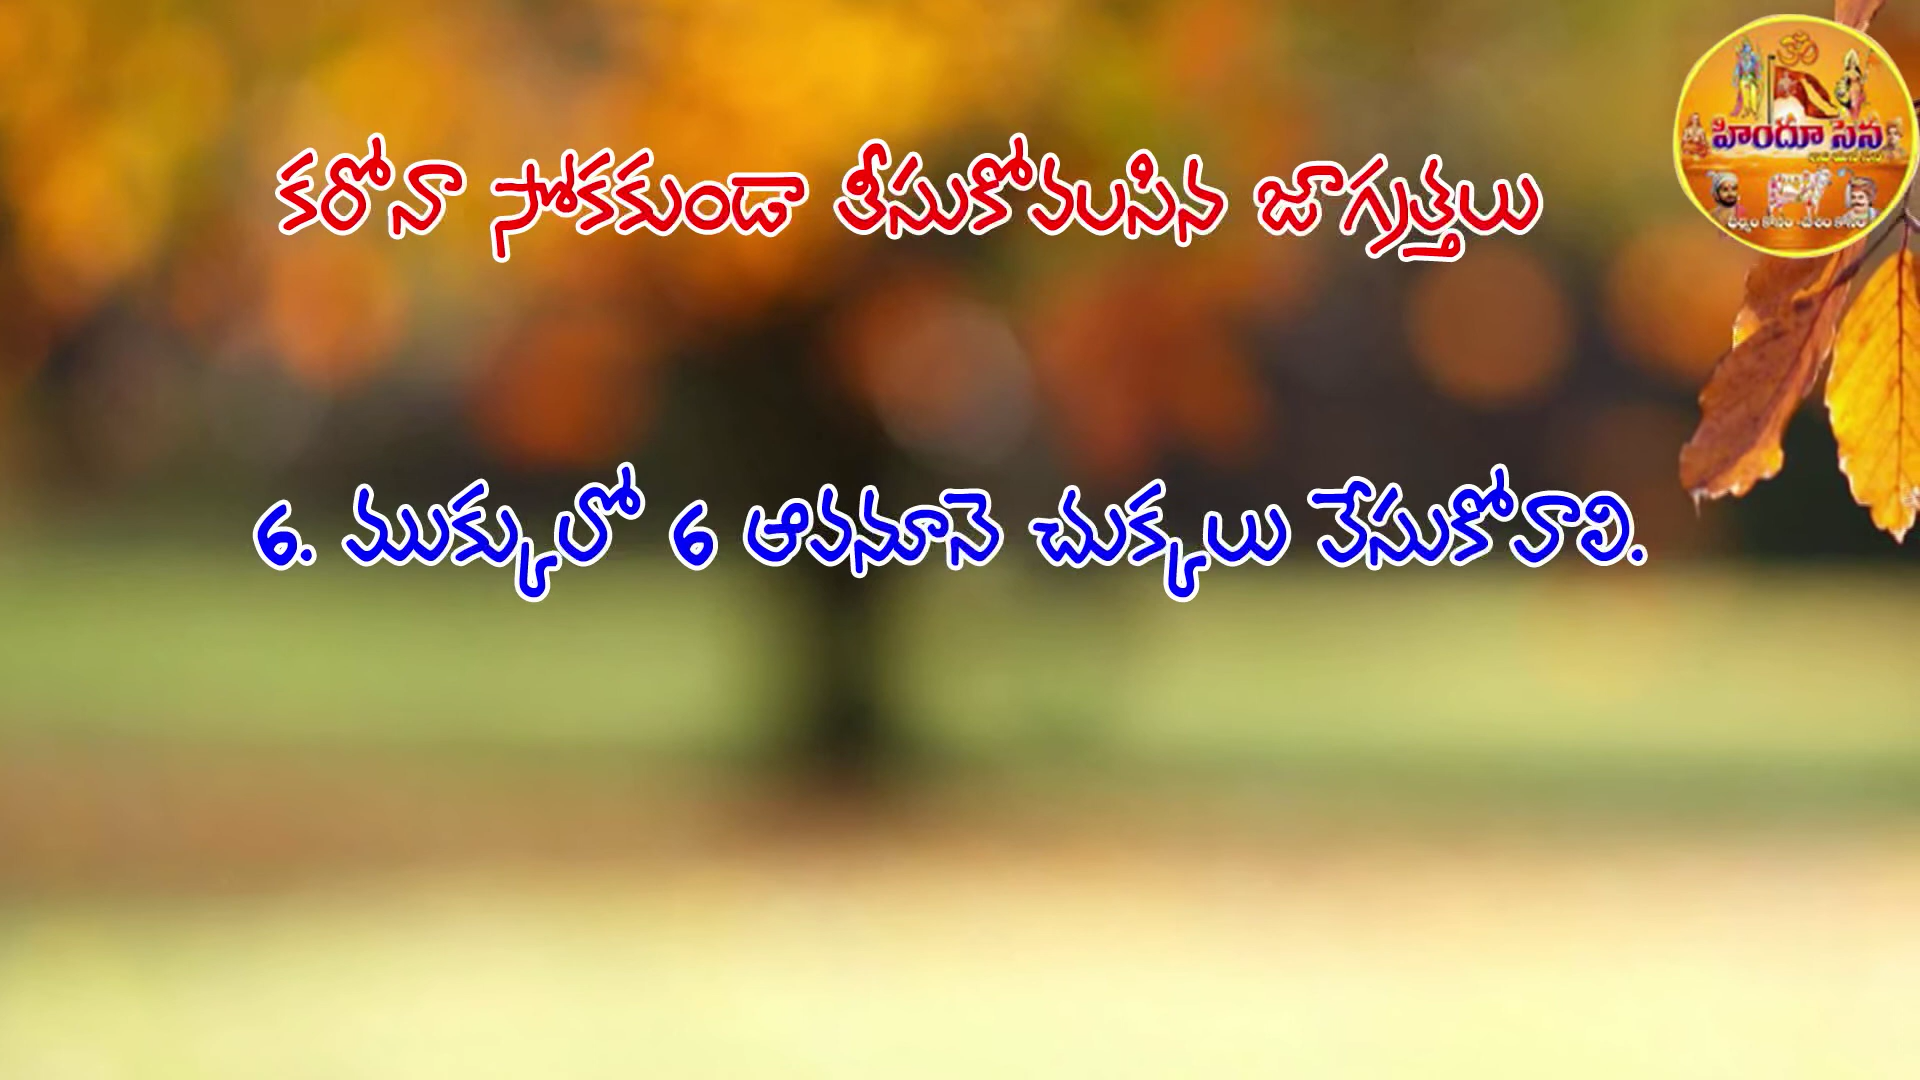 కరోనా సోకకుండా తీసుకోవలసిన జాగ్రత్తలు
6. ముక్కులో 6 ఆవనూనె చుక్కలు వేసుకోవాలి.
హిందూ సేన